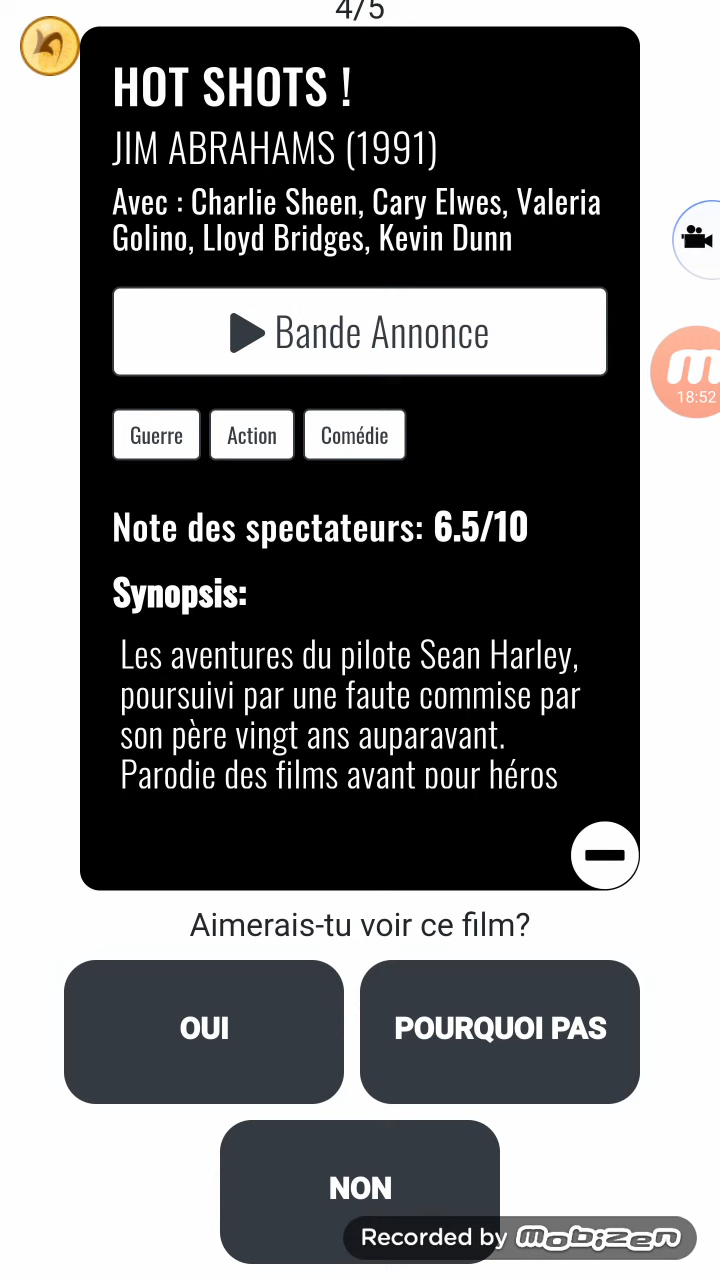 4/5
HOT SHOTS !
JIM ABRAHAMS (1991)
Avec : Charlie Sheen, Cary Elwes, Valeria
Golino, Lloyd Bridges, Kevin Dunn
Bande Annonce
Guerre Action Comédie
Note des spectateurs: 6.5/10
Synopsis:
Les aventures du pilote Sean Harley,
poursuivi par une faute commise par
son père vingt ans auparavant.
Parodie des films ayant pour héros
Aimerais-tu voir ce film?
OUI POURQUOI PAS
NON
m
18:52
Recorded by mobizen